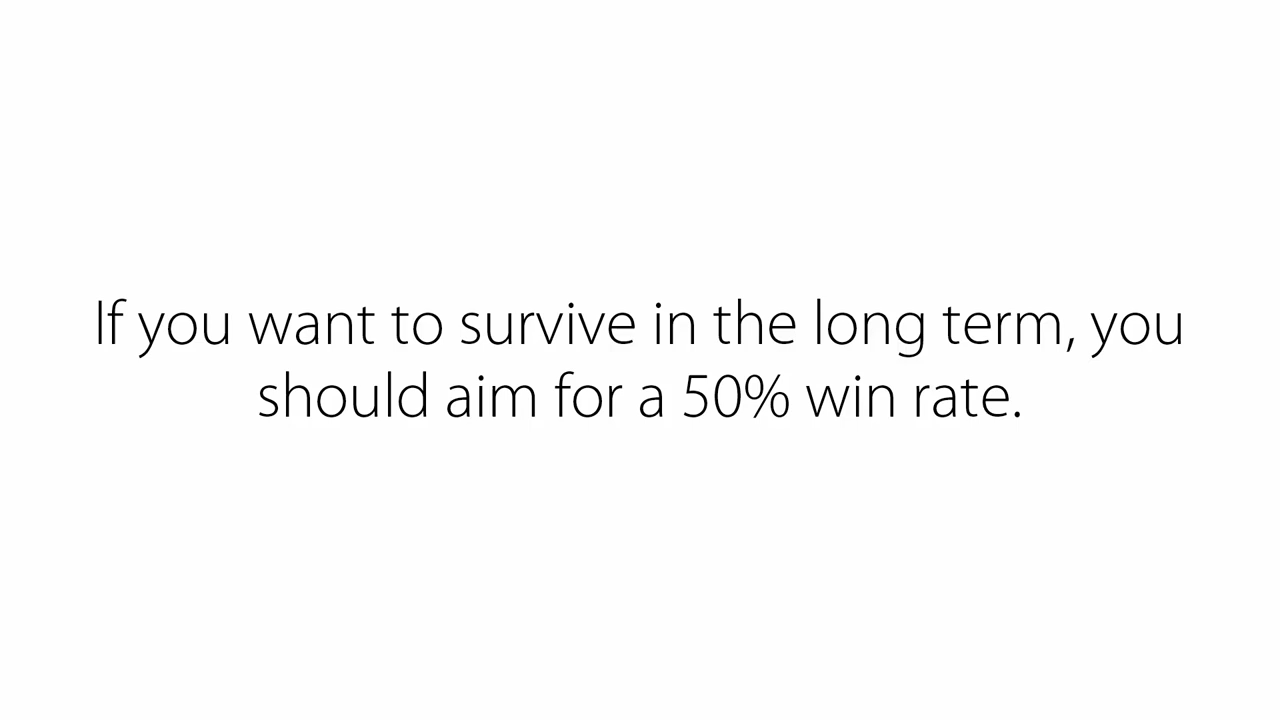 If you want to survive in the long term, you
should aim for a 50% win rate.